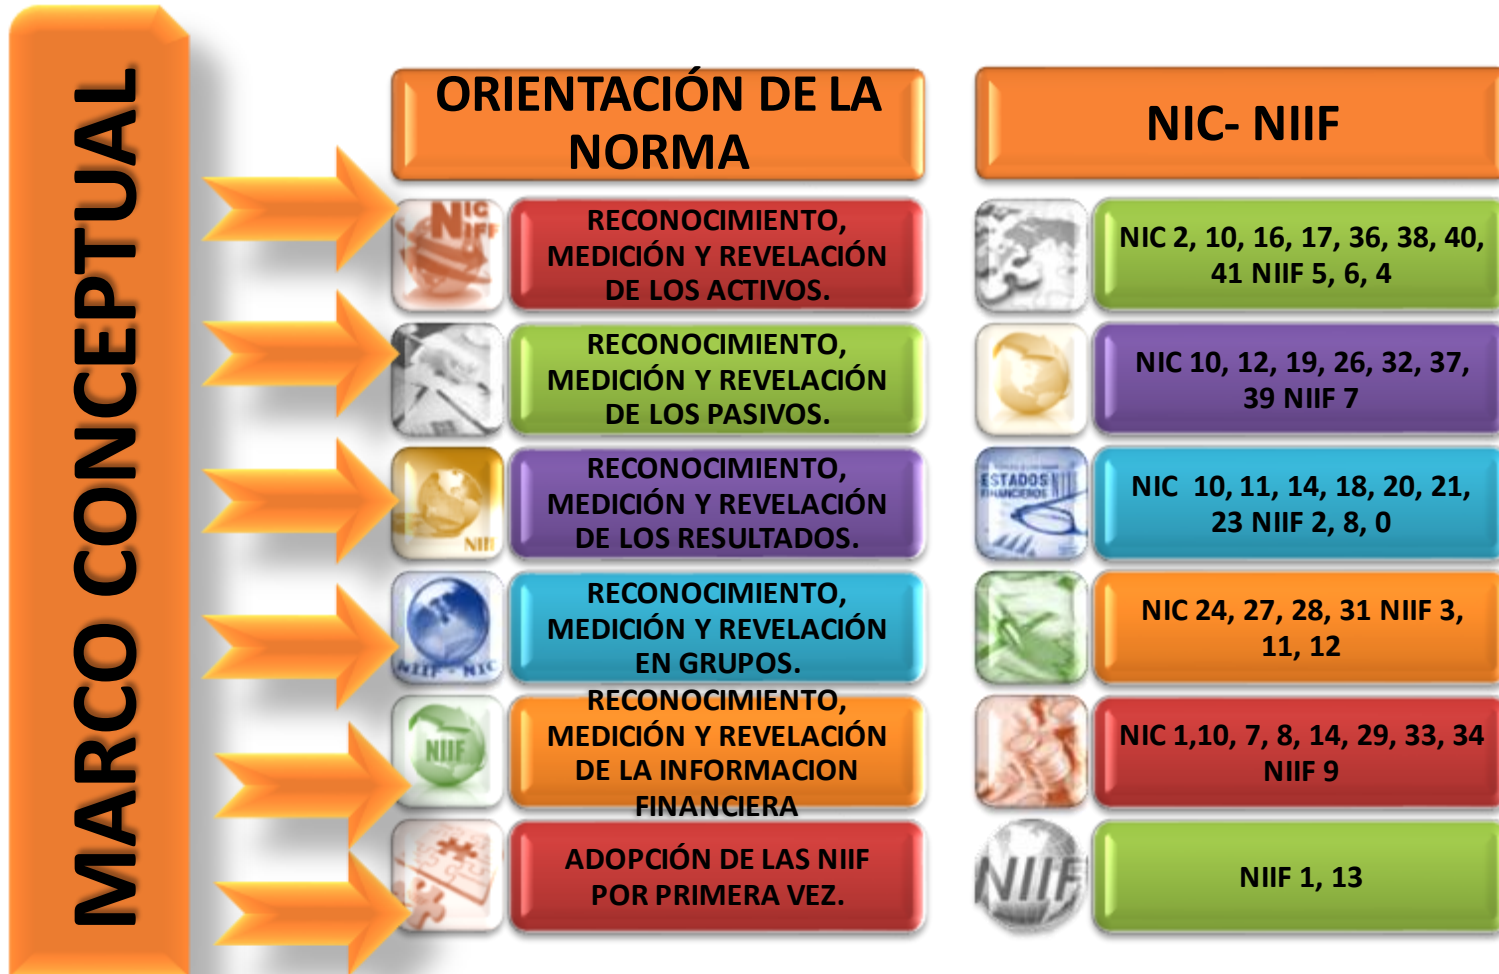 MARCO CONCEPTUAL
ORIENTACIÓN DE LA
NORMA
NIC- NIIF
NIC
IFF
RECONOCIMIENTO,
MEDICIÓN Y REVELACIÓN
DE LOS ACTIVOS.
NIC 2, 10, 16, 17, 36, 38, 40,
41 NIIF 5, 6, 4
RECONOCIMIENTO,
MEDICIÓN Y REVELACIÓN
DE LOS PASIVOS.
NIC 10, 12, 19, 26, 32, 37,
39 NIIF 7
NIII
RECONOCIMIENTO,
MEDICIÓN Y REVELACIÓN
DE LOS RESULTADOS.
ESTADOS
FINANCIEROS
NIC  10, 11, 14, 18, 20, 21,
23 NIIF 2, 8, 0
NIIF - NIC
RECONOCIMIENTO,
MEDICIÓN Y REVELACIÓN
EN GRUPOS.
NIC 24, 27, 28, 31 NIIF 3,
11, 12
NIIF
RECONOCIMIENTO,
MEDICIÓN Y REVELACIÓN
DE LA INFORMACION
FINANCIERA
NIC 1,10, 7, 8, 14, 29, 33, 34
NIIF 9
ADOPCIÓN DE LAS NIIF
POR PRIMERA VEZ.
NIIF
NIIF 1, 13